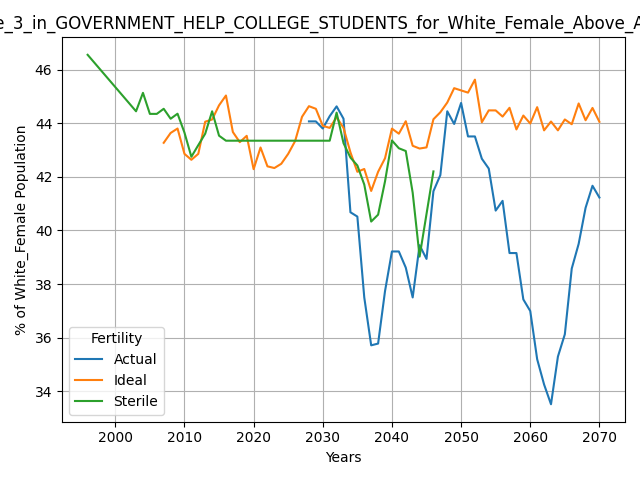 e_3_in_GOVERNMENT_HELP_COLLEGE_STUDENTS_for_White_Female_Above_A
% of White_Female Population
46
44
42
40
38
36
34
Fertility
Actual
Ideal
Sterile
2000 2010 2020 2030 2040 2050 2060 2070
Years